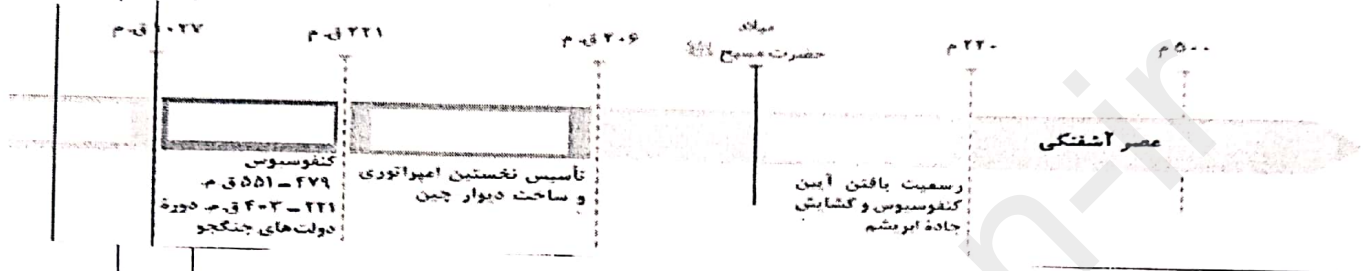 ۱۰۲۷ ق. م
۲۲۱ ق. م
۲۰۶ ق. م
میلاد
حضرت مسیح
۲۲۰ م
۵۰۰ م
عصر آشفتگی
کنفوسیوس
۴۷۹ – ۵۵۱ ق م.
۲۲۱ – ۴۰۳ ق. م. دورهٔ
دولت‌های جنگجو
تأسیس نخستین امپراتوری
و ساخت دیوار چین
رسمیت یافتن آیین
کنفوسیوس و گشایش
جادهٔ ابریشم
n-ir